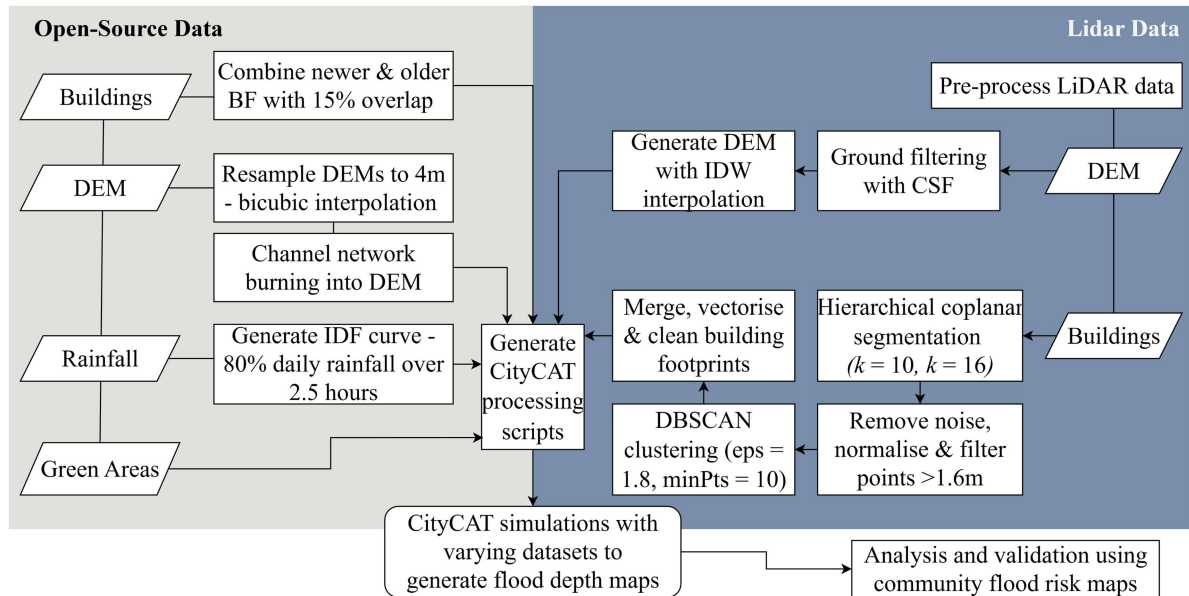 Open-Source Data
Buildings
Combine newer & older
BF with 15% overlap
DEM
Resample DEMs to 4m
- bicubic interpolation
Channel network
burning into DEM
Rainfall
Generate IDF curve -
80% daily rainfall over
2.5 hours
Green Areas
Generate
CityCAT
processing
scripts
Lidar Data
Pre-process LiDAR data
DEM
Ground filtering
with CSF
Generate DEM
with IDW
interpolation
Buildings
Hierarchical coplanar
segmentation
(k = 10, k = 16)
Remove noise,
normalise & filter
points >1.6m
DBSCAN
clustering (eps =
1.8, minPts = 10)
Merge, vectorise
& clean building
footprints
CityCAT simulations with
varying datasets to
generate flood depth maps
Analysis and validation using
community flood risk maps